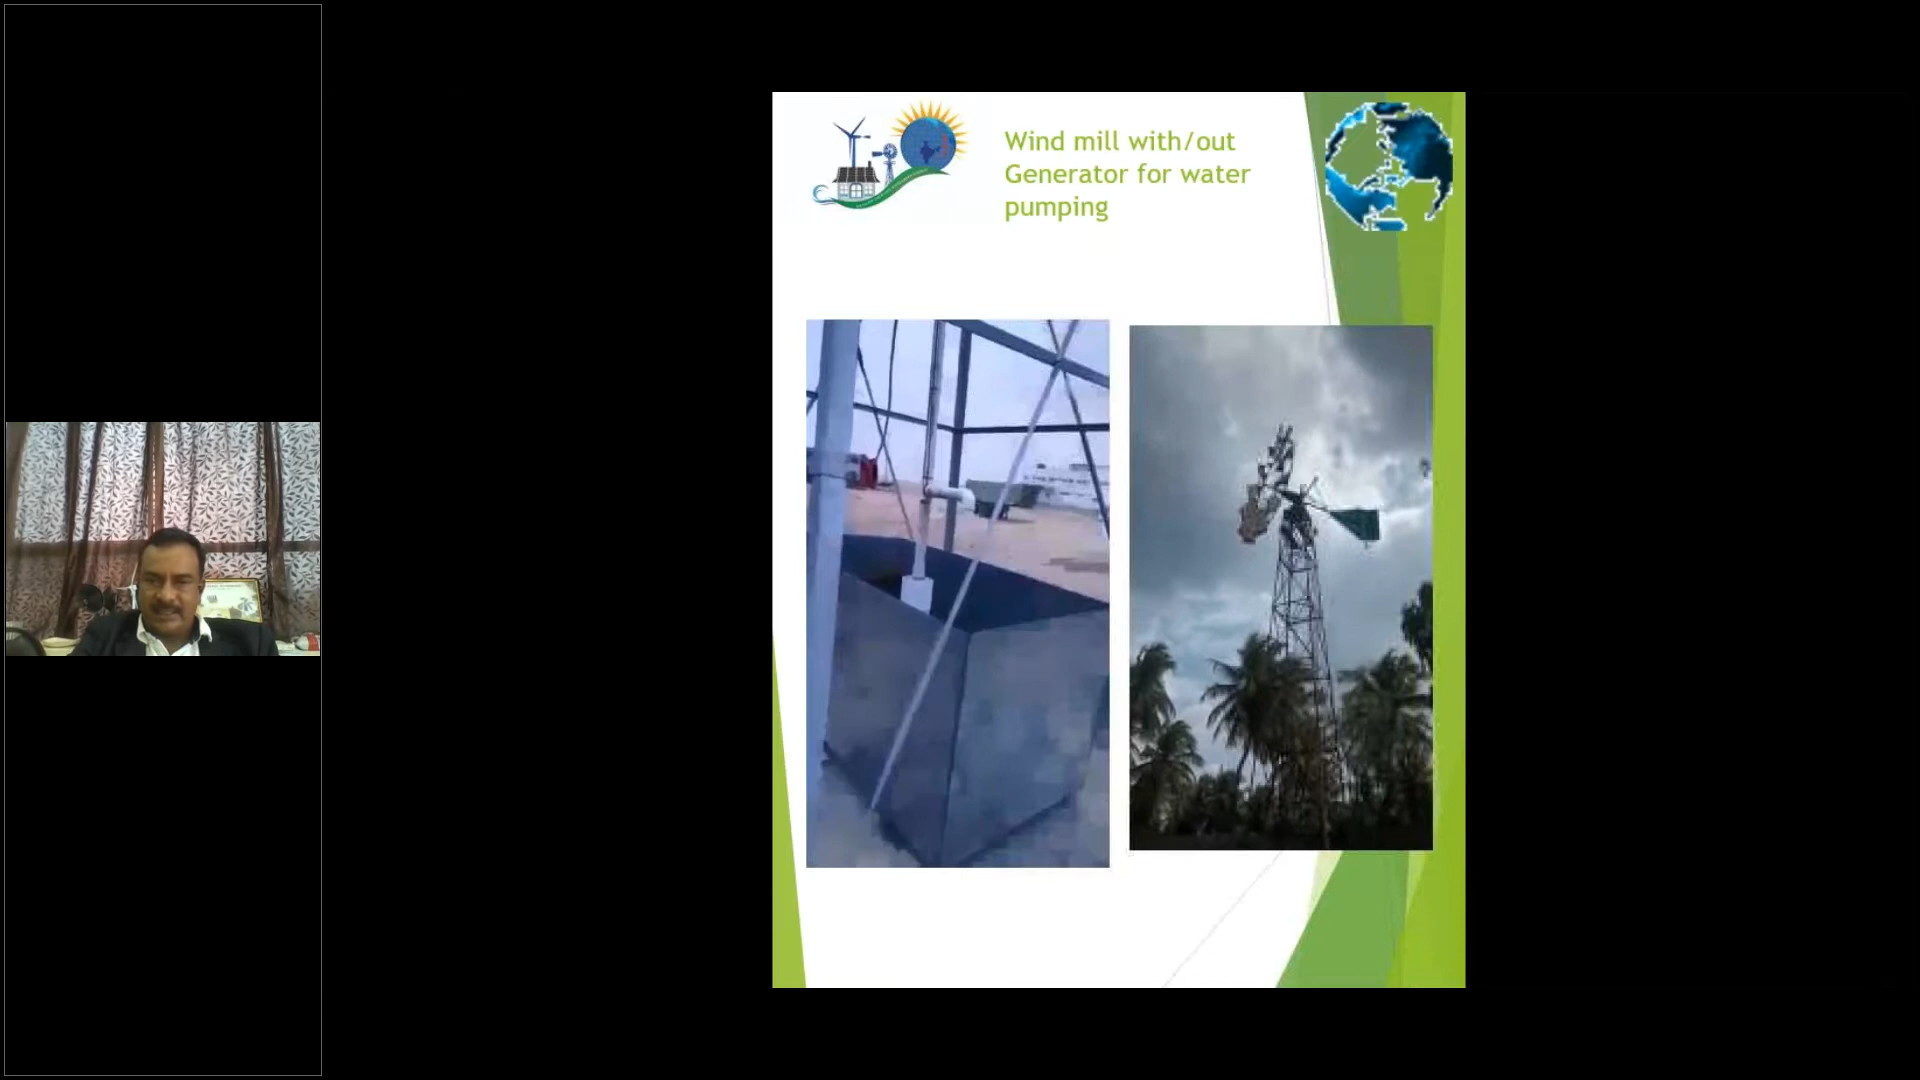 Wind mill with/out
Generator for water
pumping